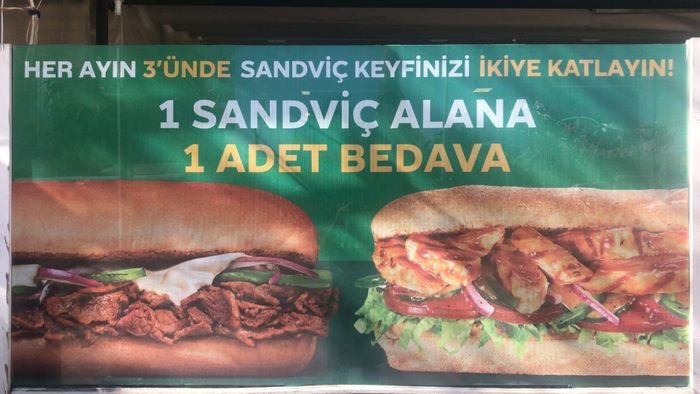 HER AYIN 3'ÜNDE SANDVİÇ KEYFİNİZİ İKİYE KATLAYIN!
1 SANDVİÇ ALANA
1 ADET BEDAVA